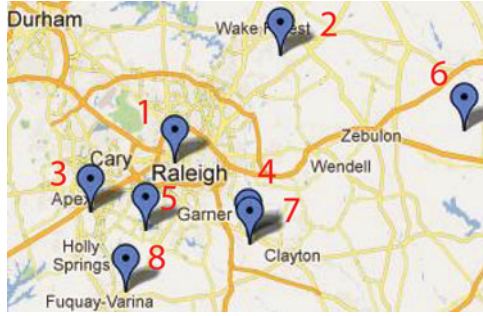 Durham
Wake Forest
2
6
1
Zebulon
Cary
Raleigh
4
Wendell
3
Apex
5
Garner
7
Holly
Springs
8
Clayton
Fuquay-Varina